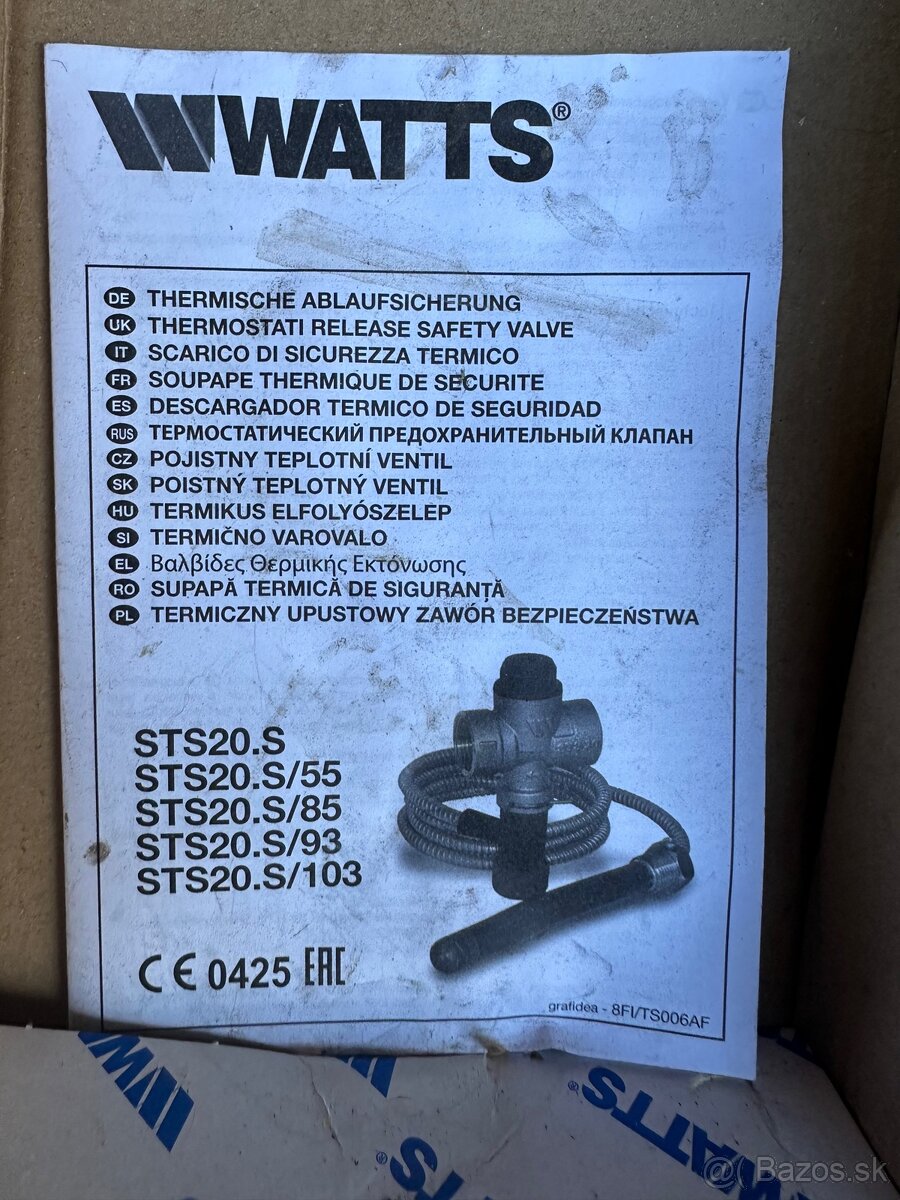 WATTS®
DE THERMISCHE ABLAUFSICHERUNG
UK THERMOSTATI RELEASE SAFETY VALVE
IT SCARICO DI SICUREZZA TERMICO
FR SOUPAPE THERMIQUE DE SECURITE
ES DESCARGADOR TERMICO DE SEGURIDAD
RUS ТЕРМОСТАТИЧЕСКИЙ ПРЕДОХРАНИТЕЛЬНЫЙ КЛАПАН
CZ POJISTNY TEPLOTNÍ VENTIL
SK POISTNÝ TEPLOTNÝ VENTIL
HU TERMIKUS ELFOLYÓSZELEP
SI TERMIČNO VAROVALO
EL Βαλβίδες Θερμικής Εκτόνωσης
RO SUPAPĂ TERMICĂ DE SIGURANȚĂ
PL TERMICZNY UPUSTOWY ZAWÓR BEZPIECZEŃSTWA
STS20.S
STS20.S/55
STS20.S/85
STS20.S/93
STS20.S/103
CE 0425 EAC
grafidea - 8FI/TS006AF
WATTS®
® WATTS
@ Bazos.sk